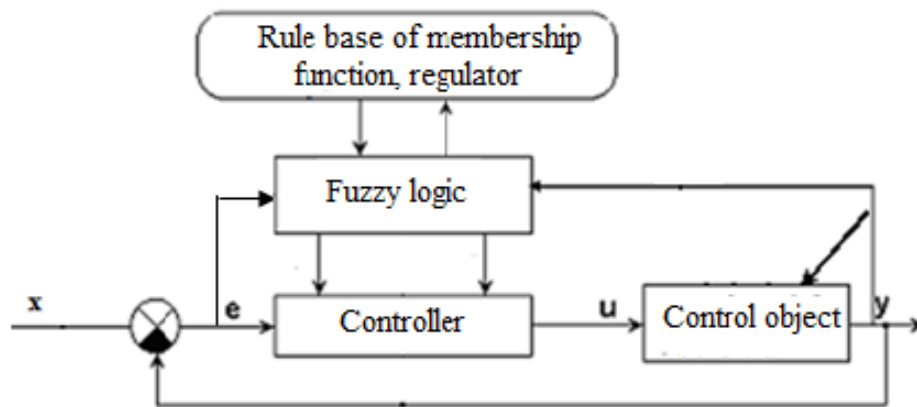 Rule base of membership
function, regulator
Fuzzy logic
x
e
Controller
u
Control object
y